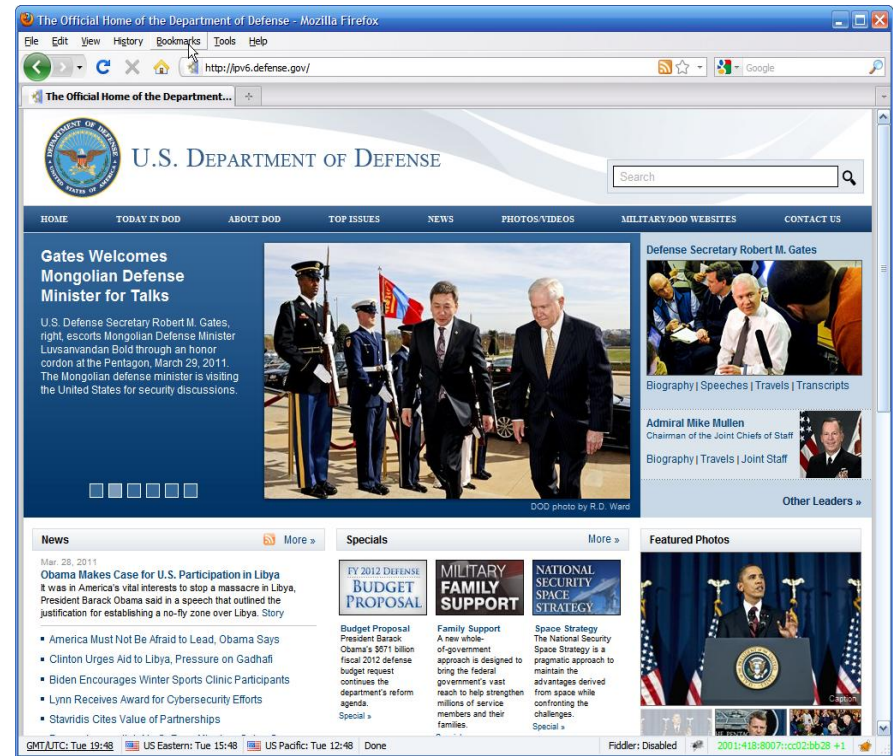 The Official Home of the Department of Defense - Mozilla Firefox
File Edit View History Bookmarks Tools Help
http://ipv6.defense.gov/
Google
The Official Home of the Department...
U.S. DEPARTMENT OF DEFENSE
Search
HOME TODAY IN DOD ABOUT DOD TOP ISSUES NEWS PHOTOS/VIDEOS MILITARY/DOD WEBSITES CONTACT US
Gates Welcomes
Mongolian Defense
Minister for Talks
U.S. Defense Secretary Robert M. Gates,
right, escorts Mongolian Defense Minister
Luvsanvandan Bold through an honor
cordon at the Pentagon, March 29, 2011.
The Mongolian defense minister is visiting
the United States for security discussions.
DOD photo by R.D. Ward
Defense Secretary Robert M. Gates
Biography | Speeches | Travels | Transcripts
Admiral Mike Mullen
Chairman of the Joint Chiefs of Staff
Biography | Travels | Joint Staff
Other Leaders »
News More »
Mar. 28, 2011
Obama Makes Case for U.S. Participation in Libya
It was in America's vital interests to stop a massacre in Libya,
President Barack Obama said in a speech that outlined the
justification for establishing a no-fly zone over Libya. Story
America Must Not Be Afraid to Lead, Obama Says
Clinton Urges Aid to Libya, Pressure on Gadhafi
Biden Encourages Winter Sports Clinic Participants
Lynn Receives Award for Cybersecurity Efforts
Stavridis Cites Value of Partnerships
Specials More »
FY 2012 DEFENSE
BUDGET
PROPOSAL
Budget Proposal
President Barack
Obama's $671 billion
fiscal 2012 defense
budget request
continues the
department's reform
agenda.
Special »
MILITARY
FAMILY
SUPPORT
Family Support
A new whole-
of-government
approach is designed to
bring the federal
government's vast
reach to help strengthen
millions of service
members and their
families.
NATIONAL
SECURITY
SPACE
STRATEGY
Space Strategy
The National Security
Space Strategy is a
pragmatic approach to
maintain the
advantages derived
from space while
confronting the
challenges.
Special »
Featured Photos
Caption
GMT/UTC: Tue 19:48 US Eastern: Tue 15:48 US Pacific: Tue 12:48 Done Fiddler: Disabled 2001:418:8007::cc02:bb28 +1